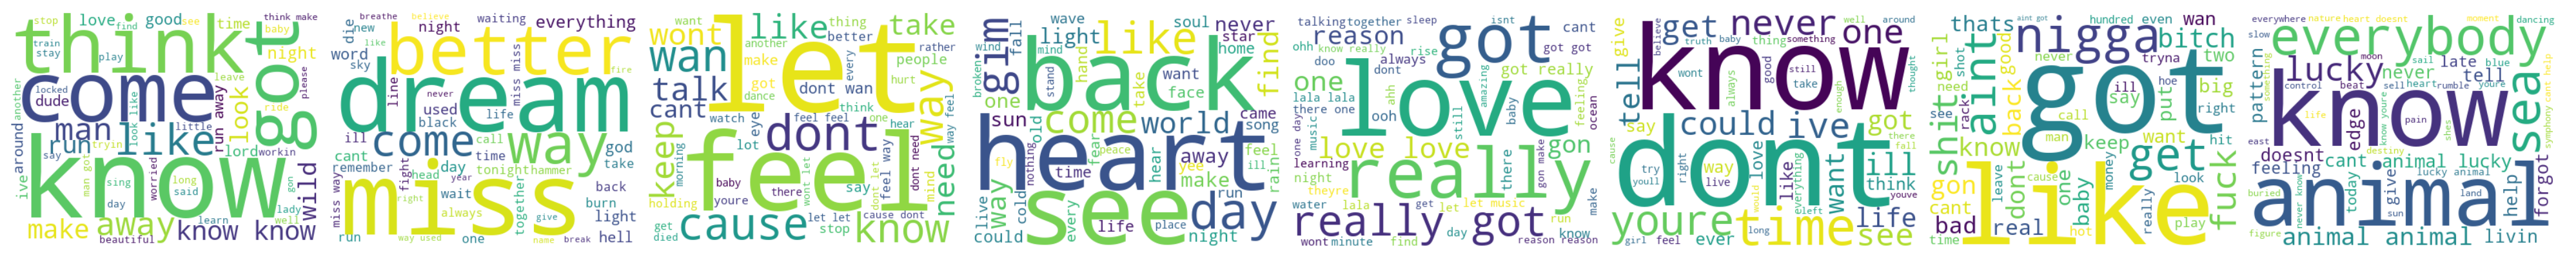 stop love good see time think make
think baby
train stay play night
come got
locked dude leave please
man look
another around run like look like run away ride wild
little lord
ive say tryin worried workin
know
man got sing long said gon
day lady
make away learn well
beautiful know know
breathe believe waiting everything
die new night
word like better
sky
line dream miss miss fire
never
used life
black
come way god
ill call
cant time take
remember day tonight hammer
fight head year
miss way wait together back
right always burn
miss light
run way used one give name break hell
want like thing take
wont another better rather
wan make let every people
talk got hurt
cant dance dont wan
keep morning watch dont way
eye think
lot feel feel one hear
feel need
baby there say feel way way feel mind
holding youre wont let dont let dont need
get died cause let let stop cause dont know
wave soul never
wind mind light like star
glm fall hand home find
broken stand back take want face
one come world came song
sun old fear peace hear feel
nothing heart away ill rain
fly time yee
way make
live cold see run day
could every life place night
talking together sleep isnt cant
ohh reason got
know really rise got got
doo always
one dont love amazing got really
lala lala ahh still baby feeling
there one ooh ocean
one day music love love there gon
learning really gon make
night theyre
water lala get let let music run make
really got day reason reason
wont minute find know
get never one well around
give believe truth baby thing something
tell know wont good still take
always thought
say could ive got
try right way love like everything there fall
cause youll live dont want ill
would think
youre time left youve
long life
girl feel ever see
thats aint got hundred even wan
nigga bitch
girl shot good never tryna two
need aint back got hoe
see rack call ill say put big
shit know man keep want right
gon dont one baby money get hit
cant leave cause look fuck
bad real like hot really play
time
everywhere nature heart doesnt moment dancing
slow everybody
something lucky moon sail late blue
pattern never tell
control beat sell heart rumble youre
life know sea
east edge pain shes symphony gent help
doesnt know youre destiny
feeling cant animal lucky
buried never know today give lucky animal land help forgot
animal sun
figure animal animal livin